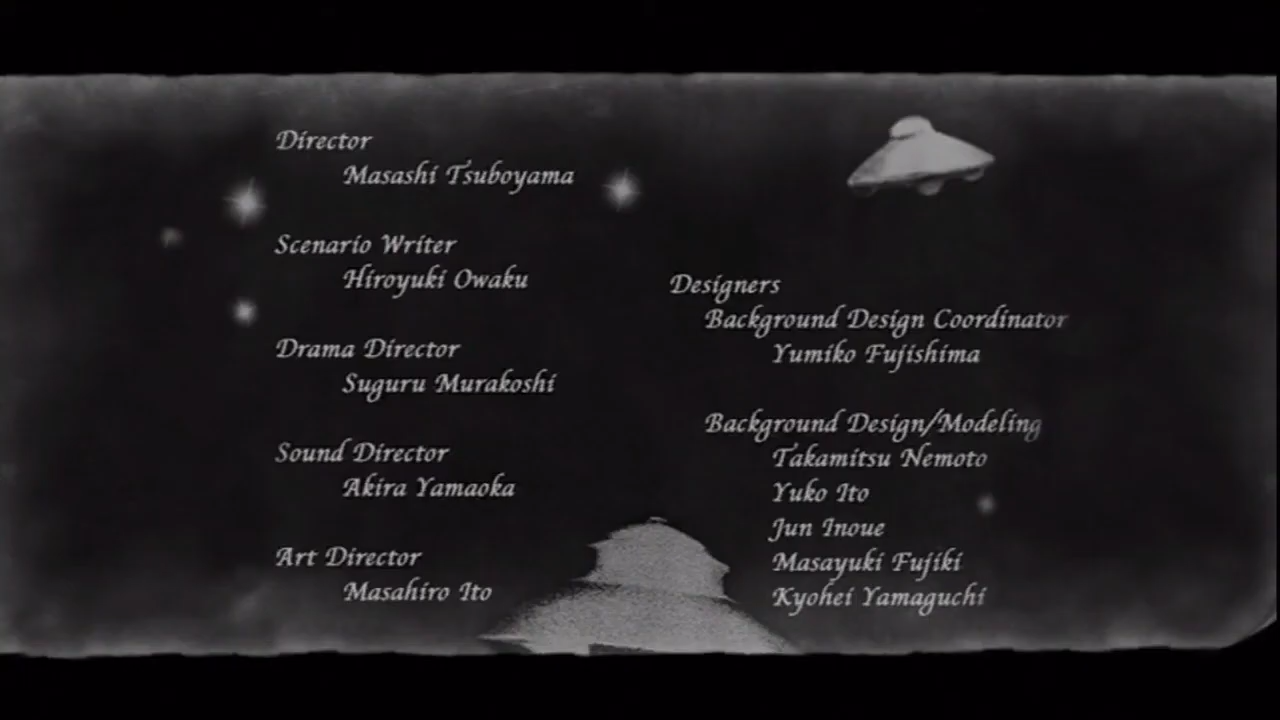 Director
Masashi Tsuboyama
Scenario Writer
Hiroyuki Owaku
Drama Director
Suguru Murakoshi
Sound Director
Akira Yamaoka
Art Director
Masahiro Ito
Designers
Background Design Coordinator
Yumiko Fujishima
Background Design/Modeling
Takamitsu Nemoto
Yuko Ito
Jun Inoue
Masayuki Fujiki
Kyohei Yamaguchi